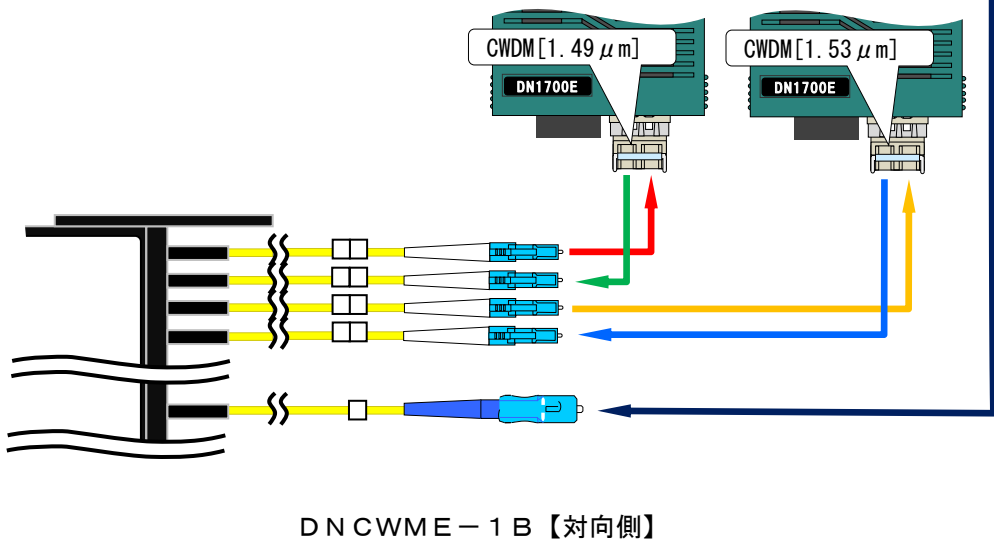 CWDM[1.49μm]
CWDM[1.53μm]
DN1700E
DN1700E
DNCWME－1B【対向側】